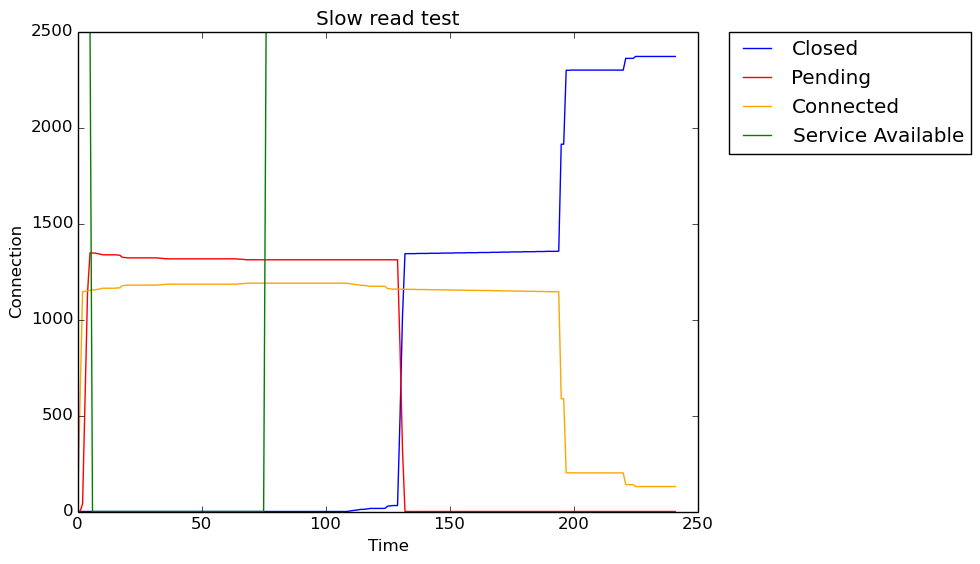 Slow read test
2500
2000
1500
1000
500
0
Connection
0 50 100 150 200 250
Time
Closed
Pending
Connected
Service Available